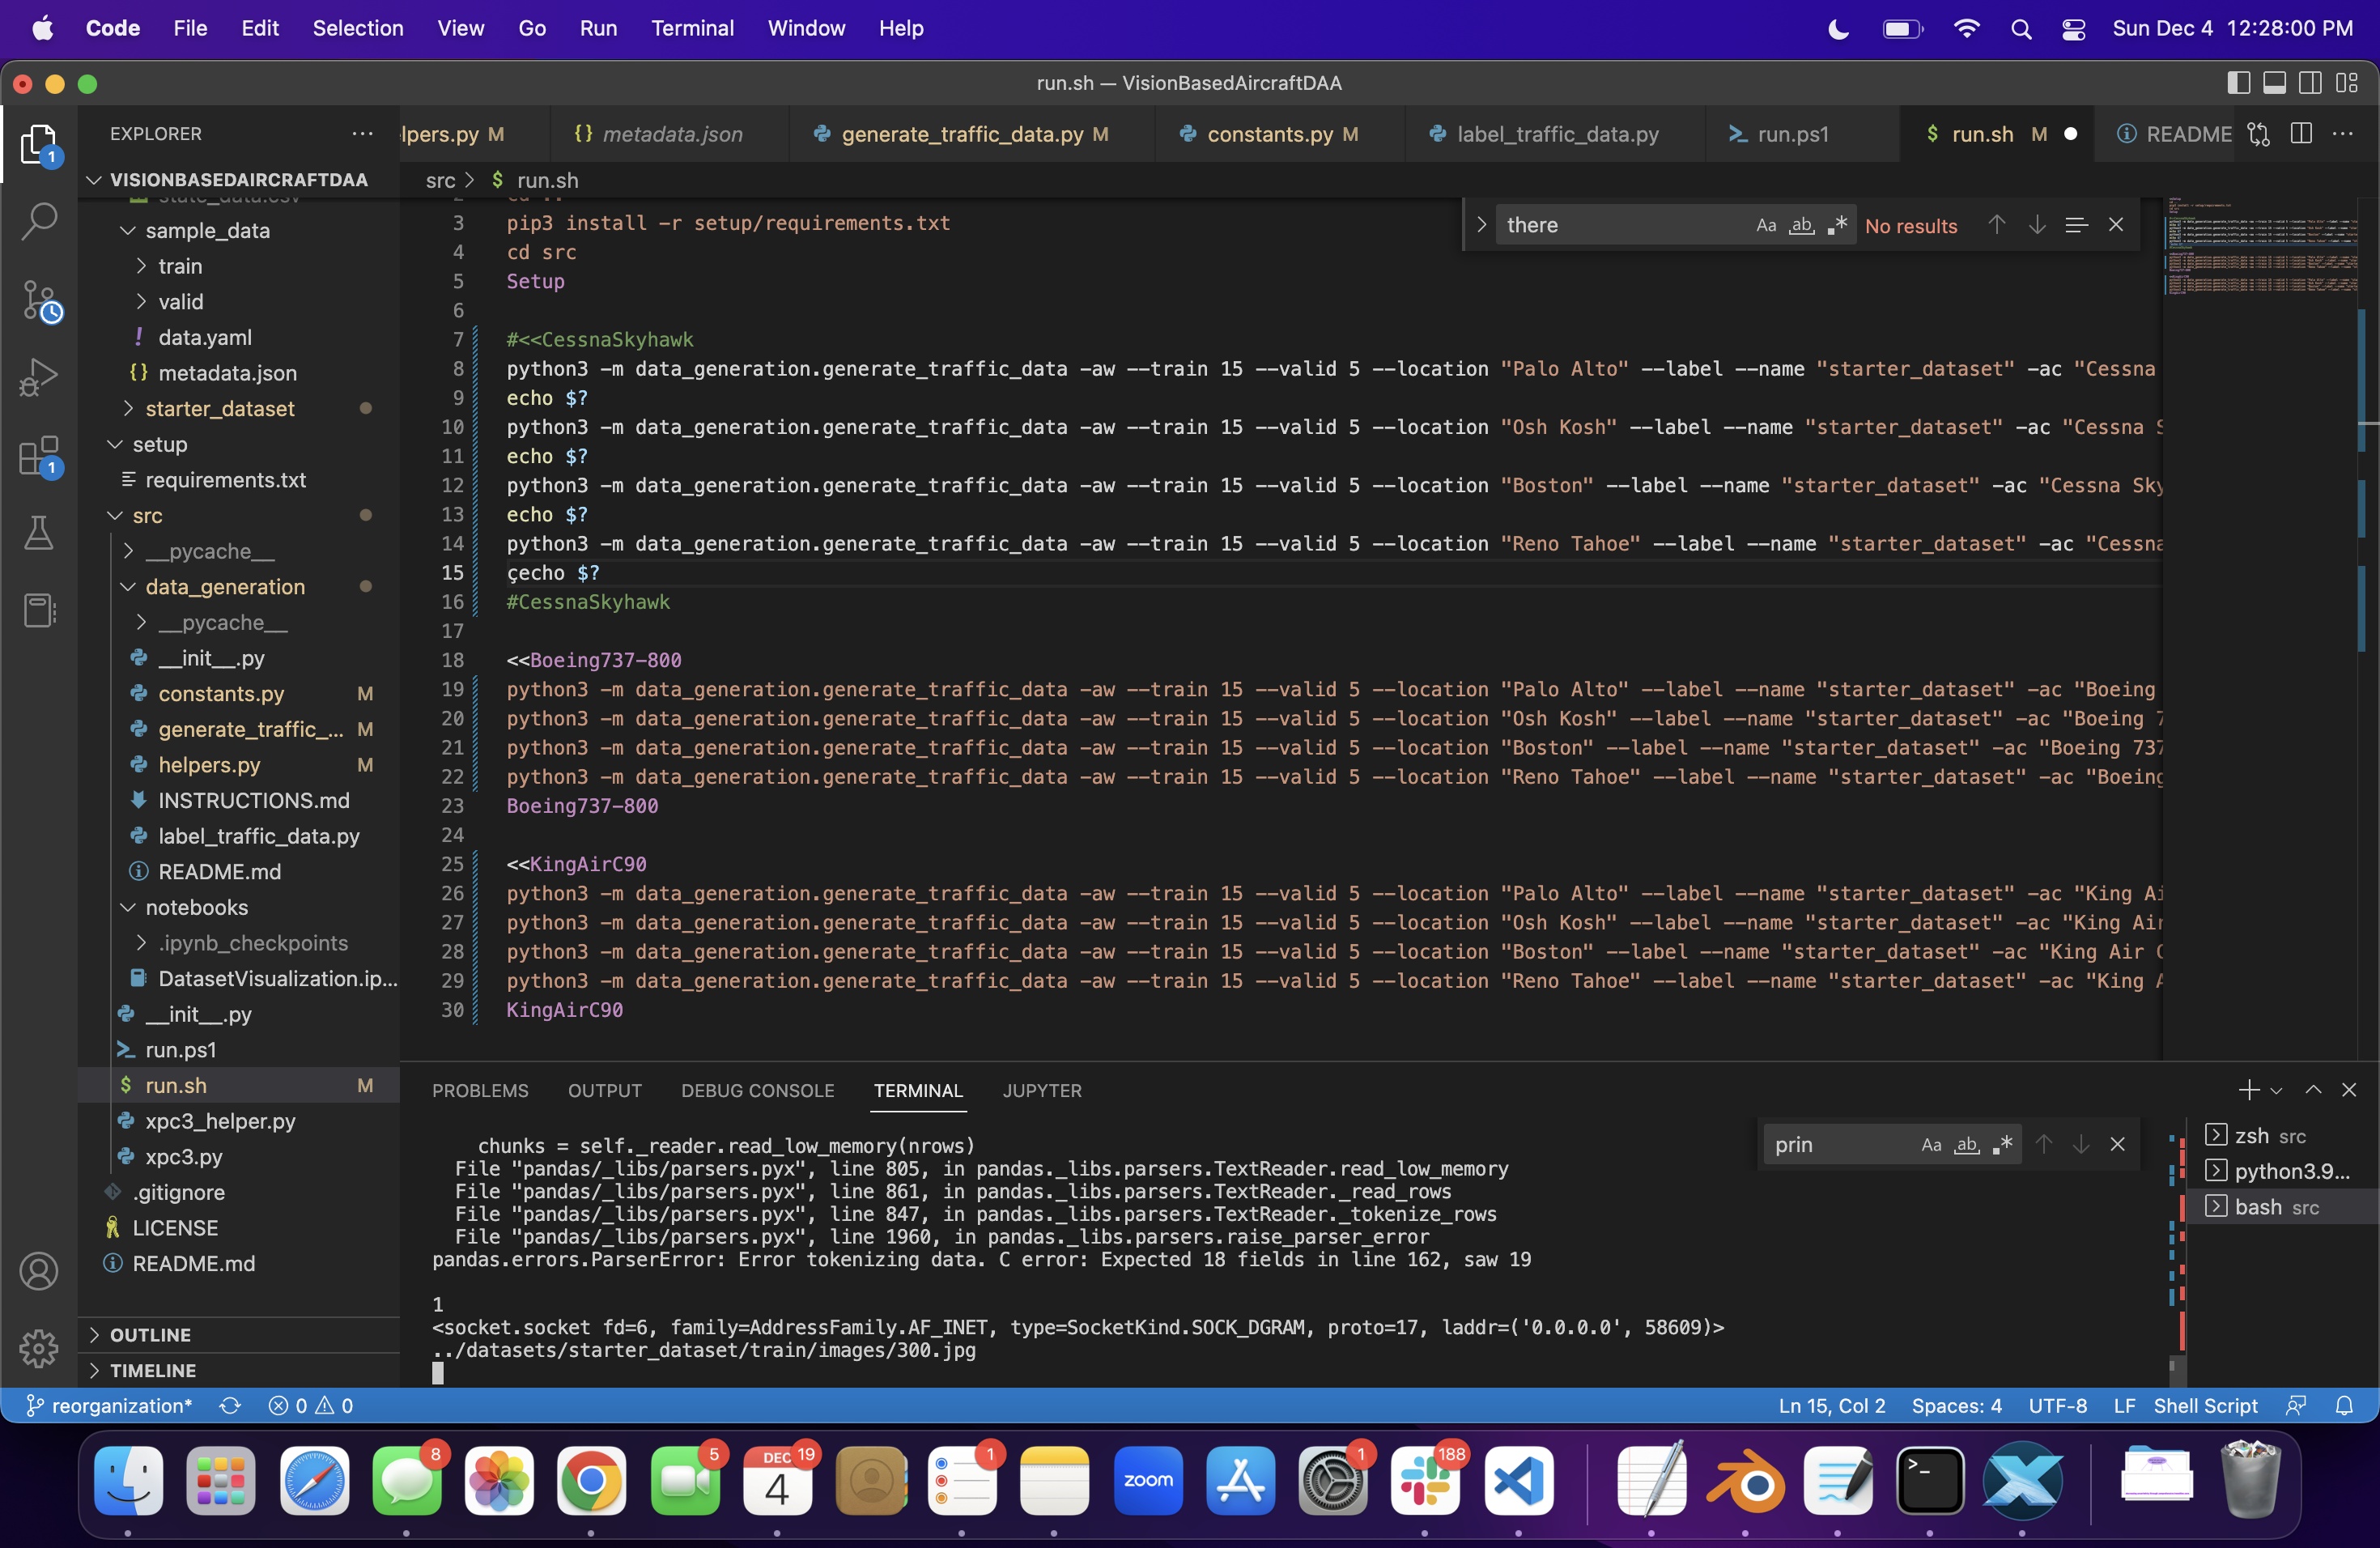 Code File Edit Selection View Go Run Terminal Window Help
Sun Dec 4 12:28:00 PM
run.sh — VisionBasedAircraftDAA
EXPLORER
lpers.py M
metadata.json
generate_traffic_data.py M
constants.py M
label_traffic_data.py
run.ps1
$ run.sh M
README
src > $ run.sh
1
VISIONBASEDAIRCRAFTDAA
state_data.csv
sample_data
train
valid
! data.yaml
{} metadata.json
starter_dataset
setup
requirements.txt
src
__pycache__
data_generation
__pycache__
__init__.py
constants.py M
generate_traffic_... M
helpers.py M
INSTRUCTIONS.md
label_traffic_data.py
README.md
notebooks
.ipynb_checkpoints
DatasetVisualization.ip...
__init__.py
run.ps1
$ run.sh M
xpc3_helper.py
xpc3.py
.gitignore
LICENSE
README.md
OUTLINE
TIMELINE
1
there Aa ab .* No results
3 pip3 install -r setup/requirements.txt
4 cd src
5 Setup
6
7 #<<CessnaSkyhawk
8 python3 -m data_generation.generate_traffic_data -aw --train 15 --valid 5 --location "Palo Alto" --label --name "starter_dataset" -ac "Cessna
9 echo $?
10 python3 -m data_generation.generate_traffic_data -aw --train 15 --valid 5 --location "Osh Kosh" --label --name "starter_dataset" -ac "Cessna S
11 echo $?
12 python3 -m data_generation.generate_traffic_data -aw --train 15 --valid 5 --location "Boston" --label --name "starter_dataset" -ac "Cessna Sky
13 echo $?
14 python3 -m data_generation.generate_traffic_data -aw --train 15 --valid 5 --location "Reno Tahoe" --label --name "starter_dataset" -ac "Cessna
15 çecho $?
16 #CessnaSkyhawk
17
18 <<Boeing737-800
19 python3 -m data_generation.generate_traffic_data -aw --train 15 --valid 5 --location "Palo Alto" --label --name "starter_dataset" -ac "Boeing
20 python3 -m data_generation.generate_traffic_data -aw --train 15 --valid 5 --location "Osh Kosh" --label --name "starter_dataset" -ac "Boeing 7
21 python3 -m data_generation.generate_traffic_data -aw --train 15 --valid 5 --location "Boston" --label --name "starter_dataset" -ac "Boeing 737
22 python3 -m data_generation.generate_traffic_data -aw --train 15 --valid 5 --location "Reno Tahoe" --label --name "starter_dataset" -ac "Boeing
23 Boeing737-800
24
25 <<KingAirC90
26 python3 -m data_generation.generate_traffic_data -aw --train 15 --valid 5 --location "Palo Alto" --label --name "starter_dataset" -ac "King Ai
27 python3 -m data_generation.generate_traffic_data -aw --train 15 --valid 5 --location "Osh Kosh" --label --name "starter_dataset" -ac "King Air
28 python3 -m data_generation.generate_traffic_data -aw --train 15 --valid 5 --location "Boston" --label --name "starter_dataset" -ac "King Air C
29 python3 -m data_generation.generate_traffic_data -aw --train 15 --valid 5 --location "Reno Tahoe" --label --name "starter_dataset" -ac "King A
30 KingAirC90
PROBLEMS OUTPUT DEBUG CONSOLE TERMINAL JUPYTER
prin Aa ab .*
zsh src
python3.9...
bash src
chunks = self._reader.read_low_memory(nrows)
File "pandas/_libs/parsers.pyx", line 805, in pandas._libs.parsers.TextReader.read_low_memory
File "pandas/_libs/parsers.pyx", line 861, in pandas._libs.parsers.TextReader._read_rows
File "pandas/_libs/parsers.pyx", line 847, in pandas._libs.parsers.TextReader._tokenize_rows
File "pandas/_libs/parsers.pyx", line 1960, in pandas._libs.parsers.raise_parser_error
pandas.errors.ParserError: Error tokenizing data. C error: Expected 18 fields in line 162, saw 19
1
<socket.socket fd=6, family=AddressFamily.AF_INET, type=SocketKind.SOCK_DGRAM, proto=17, laddr=('0.0.0.0', 58609)>
../datasets/starter_dataset/train/images/300.jpg
reorganization* 0 0
Ln 15, Col 2 Spaces: 4 UTF-8 LF Shell Script
8 5 DEC 4 19 1 zoom 1 188